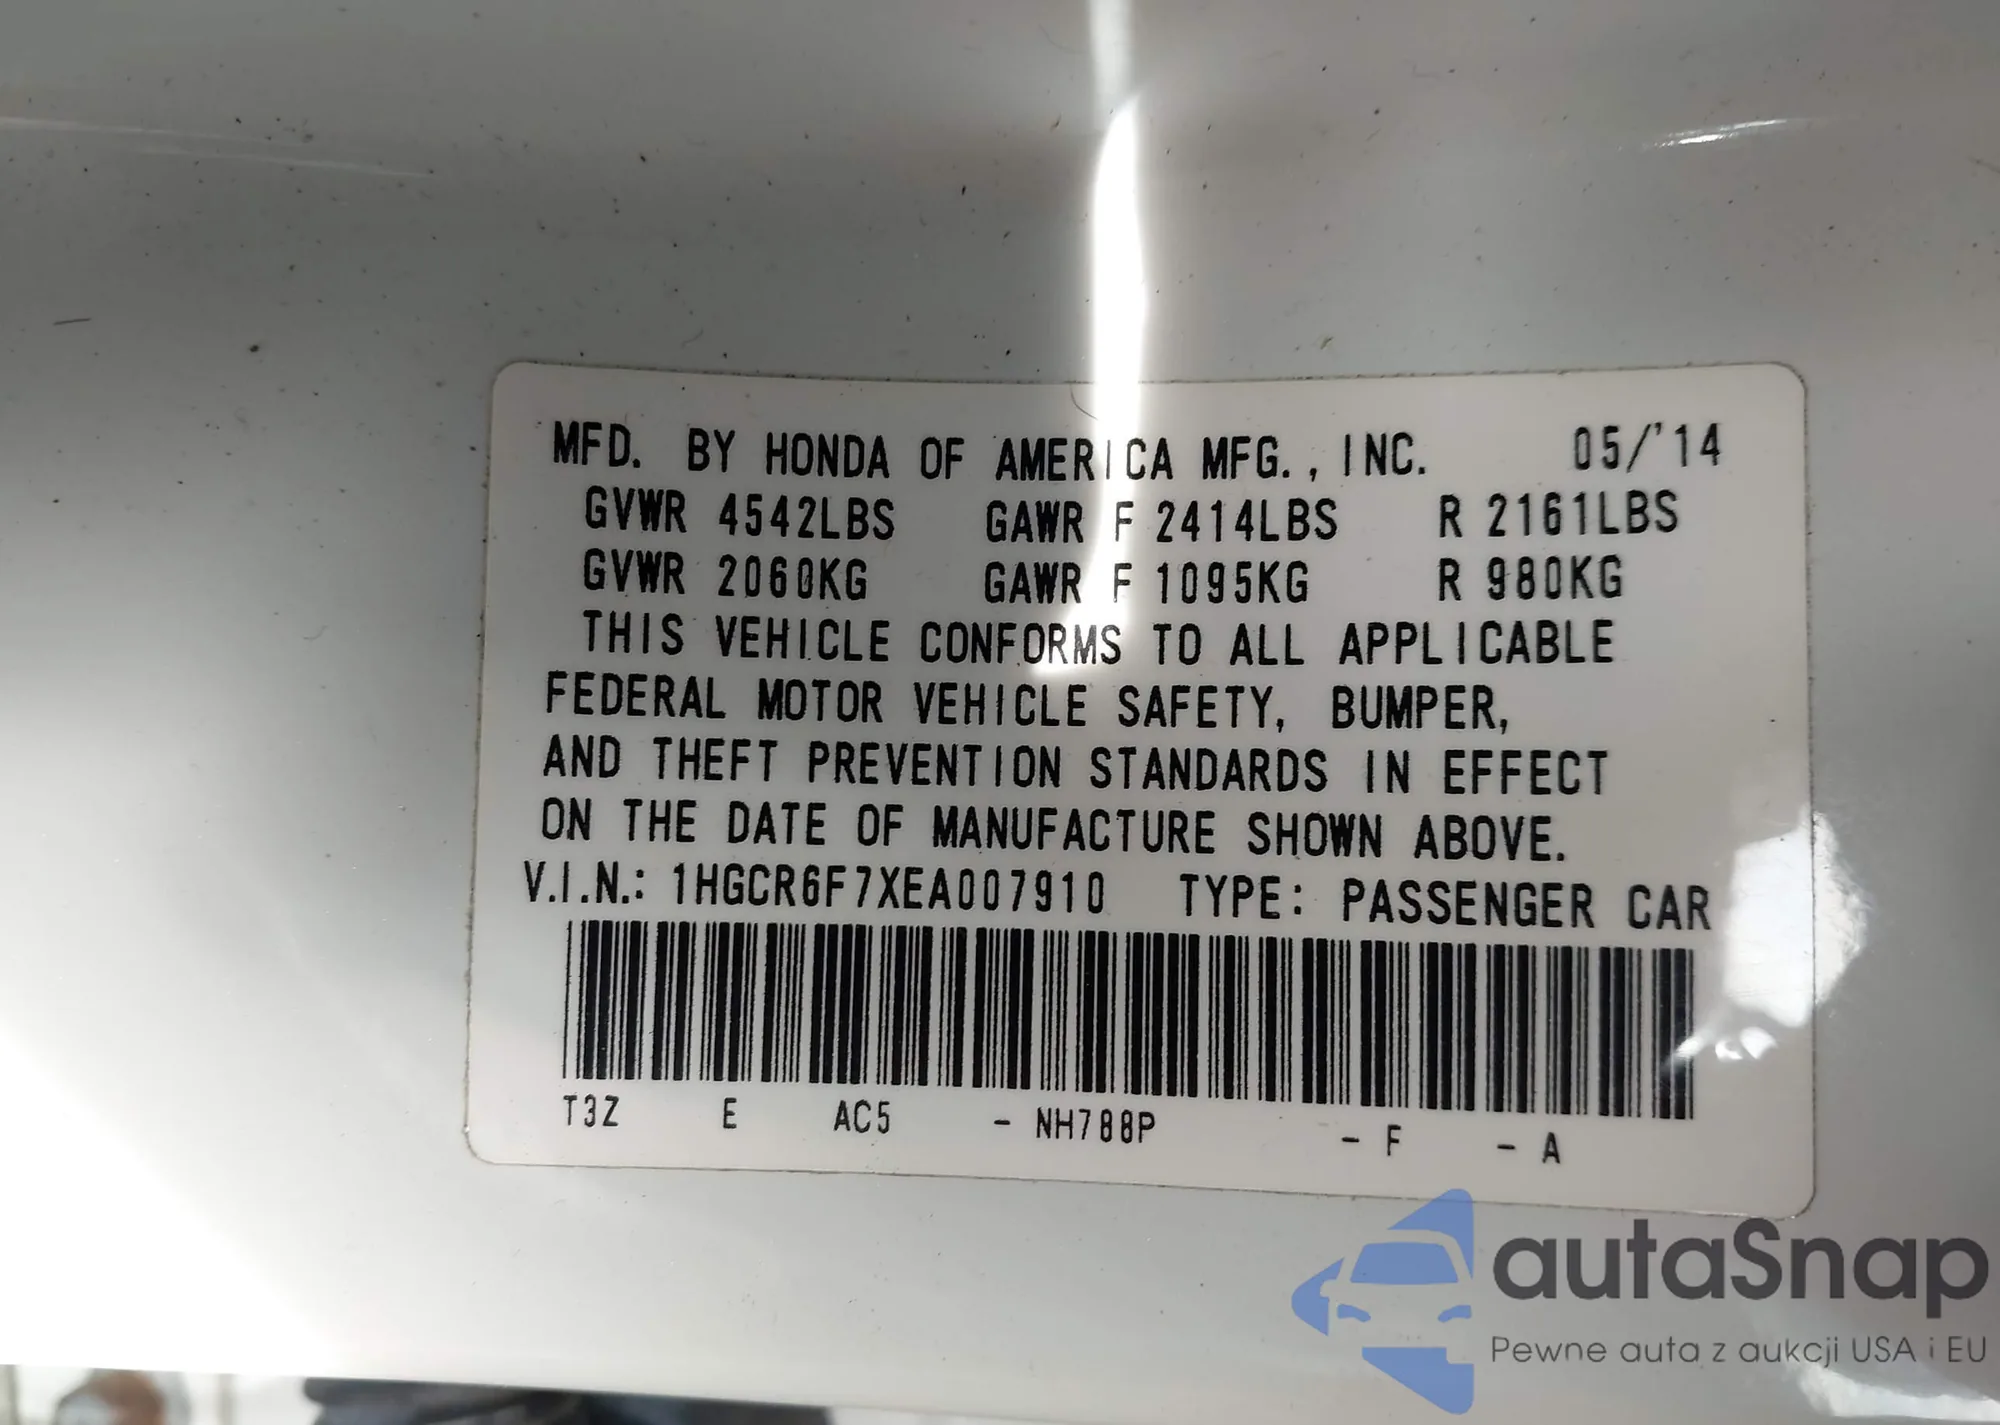 MFD. BY HONDA OF AMERICA MFG., INC. 05/'14
GVWR 4542LBS GAWR F 2414LBS R 2161LBS
GVWR 2060KG GAWR F 1095KG R 980KG
THIS VEHICLE CONFORMS TO ALL APPLICABLE
FEDERAL MOTOR VEHICLE SAFETY, BUMPER,
AND THEFT PREVENTION STANDARDS IN EFFECT
ON THE DATE OF MANUFACTURE SHOWN ABOVE.
V.I.N.: 1HGCR6F7XEA007910 TYPE: PASSENGER CAR
T3Z E AC5 - NH788P - F - A
autaSnap
Pewne auta z aukcji USA i EU